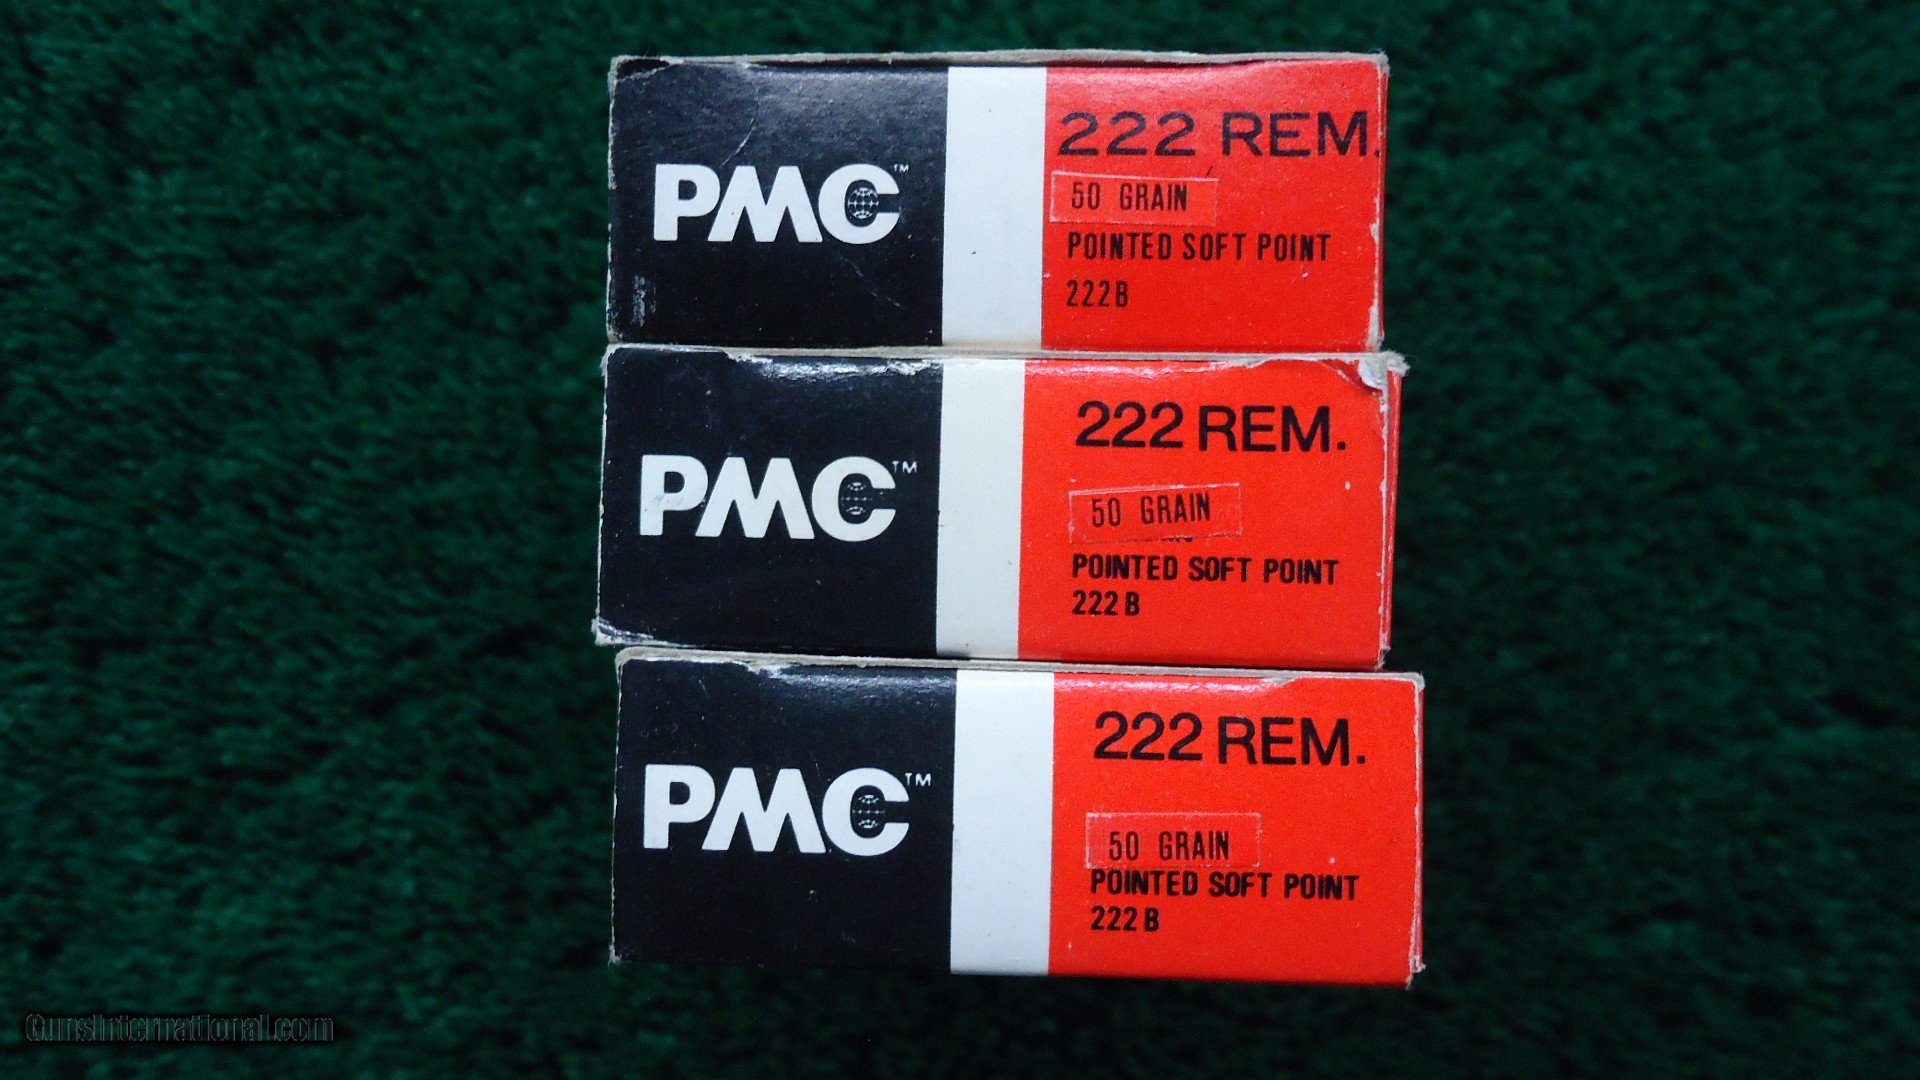 PMC™
222 REM.
50 GRAIN
POINTED SOFT POINT
222B
PMC™
222 REM.
50 GRAIN
POINTED SOFT POINT
222 B
PMC™
222 REM.
50 GRAIN
POINTED SOFT POINT
222 B
GunsInternational.com